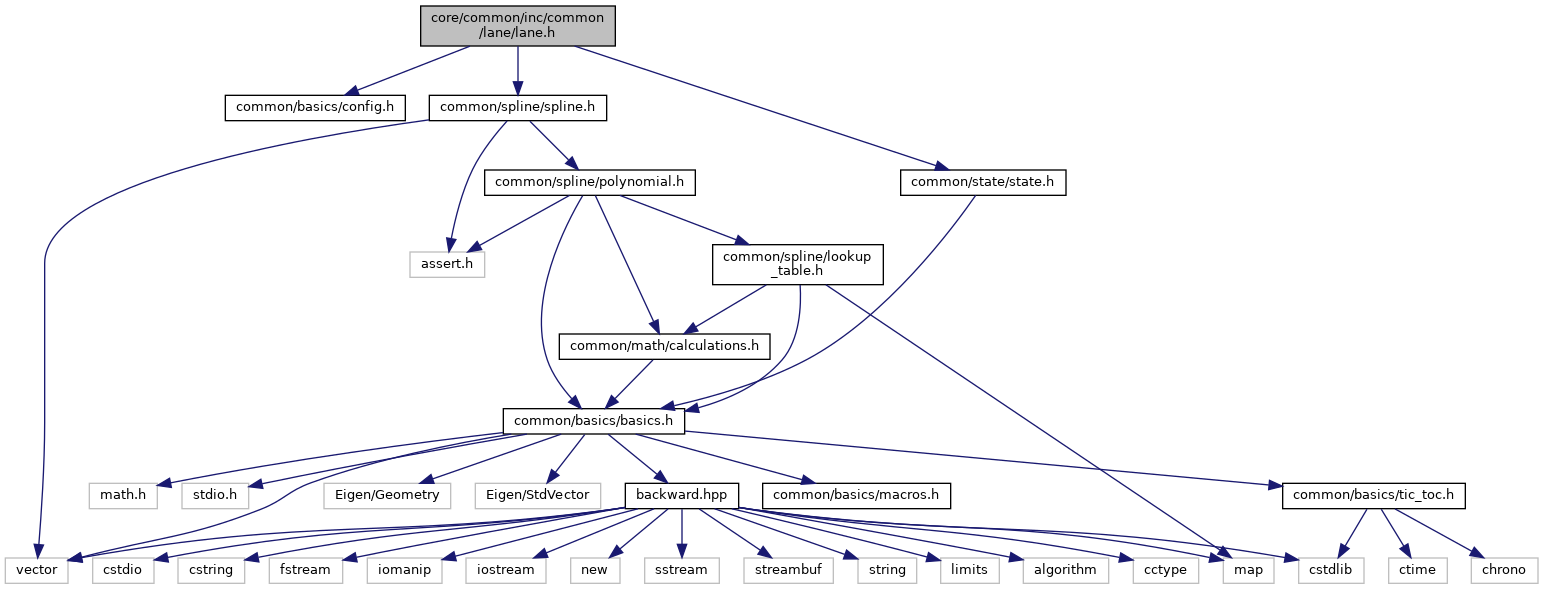 core/common/inc/common
/lane/lane.h
common/basics/config.h
common/spline/spline.h
common/spline/polynomial.h
common/state/state.h
assert.h
common/spline/lookup
_table.h
common/math/calculations.h
common/basics/basics.h
math.h
stdio.h
Eigen/Geometry
Eigen/StdVector
backward.hpp
common/basics/macros.h
common/basics/tic_toc.h
vector
cstdio
cstring
fstream
iomanip
iostream
new
sstream
streambuf
string
limits
algorithm
cctype
map
cstdlib
ctime
chrono